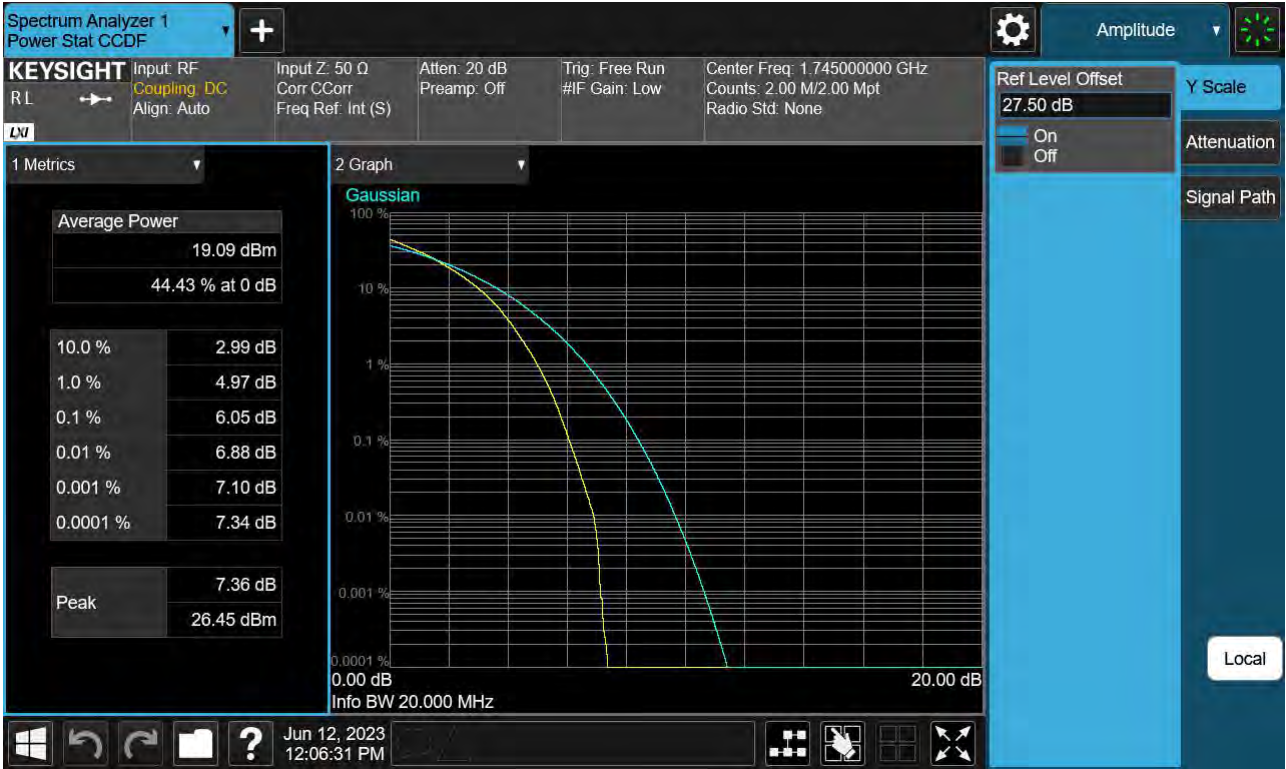 Spectrum Analyzer 1
Power Stat CCDF
+
Amplitude
KEYSIGHT
R L
LXI
Input: RF
Coupling: DC
Align: Auto
Input Z: 50 Ω
Corr CCorr
Freq Ref: Int (S)
Atten: 20 dB
Preamp: Off
Trig: Free Run
#IF Gain: Low
Center Freq: 1.745000000 GHz
Counts: 2.00 M/2.00 Mpt
Radio Std: None
Ref Level Offset
27.50 dB
On
Off
Y Scale
Attenuation
Signal Path
1 Metrics
Average Power
19.09 dBm
44.43 % at 0 dB
10.0 % 2.99 dB
1.0 % 4.97 dB
0.1 % 6.05 dB
0.01 % 6.88 dB
0.001 % 7.10 dB
0.0001 % 7.34 dB
Peak
7.36 dB
26.45 dBm
2 Graph
Gaussian
100 %
10 %
1 %
0.1 %
0.01 %
0.001 %
0.0001 %
0.00 dB 20.00 dB
Info BW 20.000 MHz
Local
?
Jun 12, 2023
12:06:31 PM